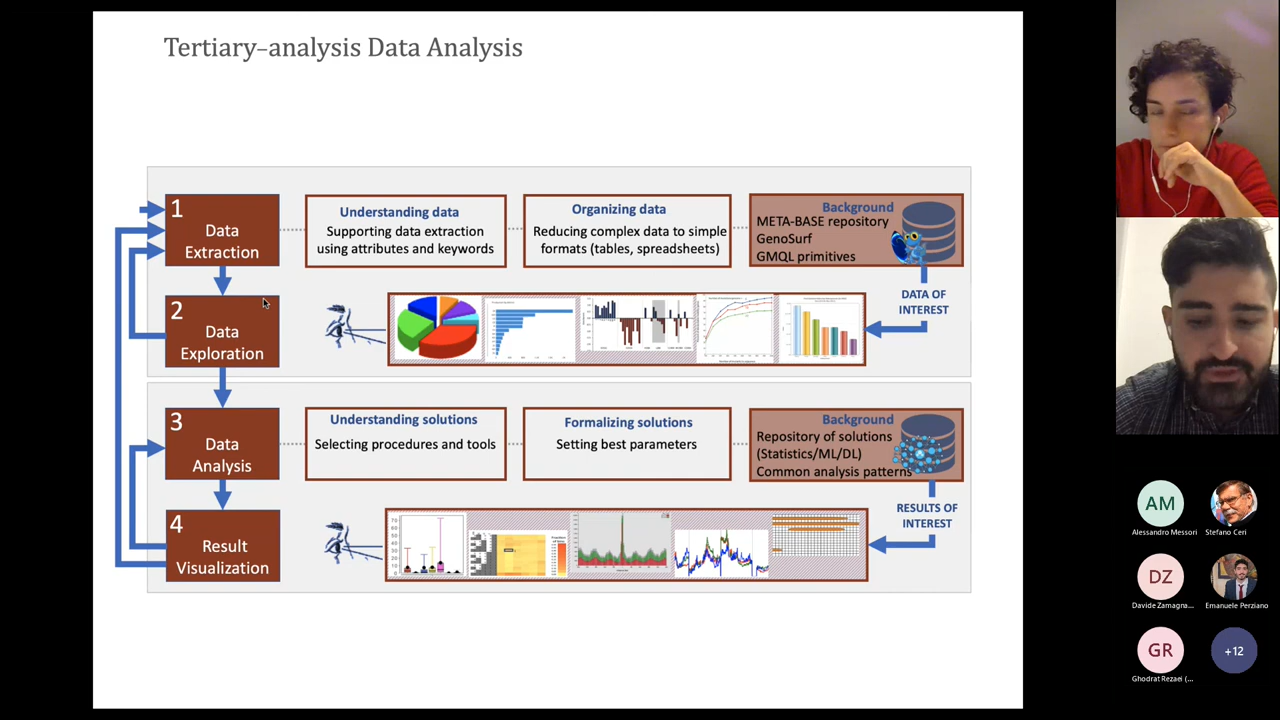 Tertiary–analysis Data Analysis
1
Data
Extraction
Understanding data
Supporting data extraction
using attributes and keywords
Organizing data
Reducing complex data to simple
formats (tables, spreadsheets)
Background
META-BASE repository
GenoSurf
GMQL primitives
2
Data
Exploration
DATA OF
INTEREST
3
Data
Analysis
Understanding solutions
Selecting procedures and tools
Formalizing solutions
Setting best parameters
Background
Repository of solutions
(Statistics/ML/DL)
Common analysis patterns
4
Result
Visualization
RESULTS OF
INTEREST
AM
Alessandro Messori
Stefano Ceri
DZ
Davide Zamagna...
Emanuele Perziano
GR
Ghodrat Rezaei (...
+12